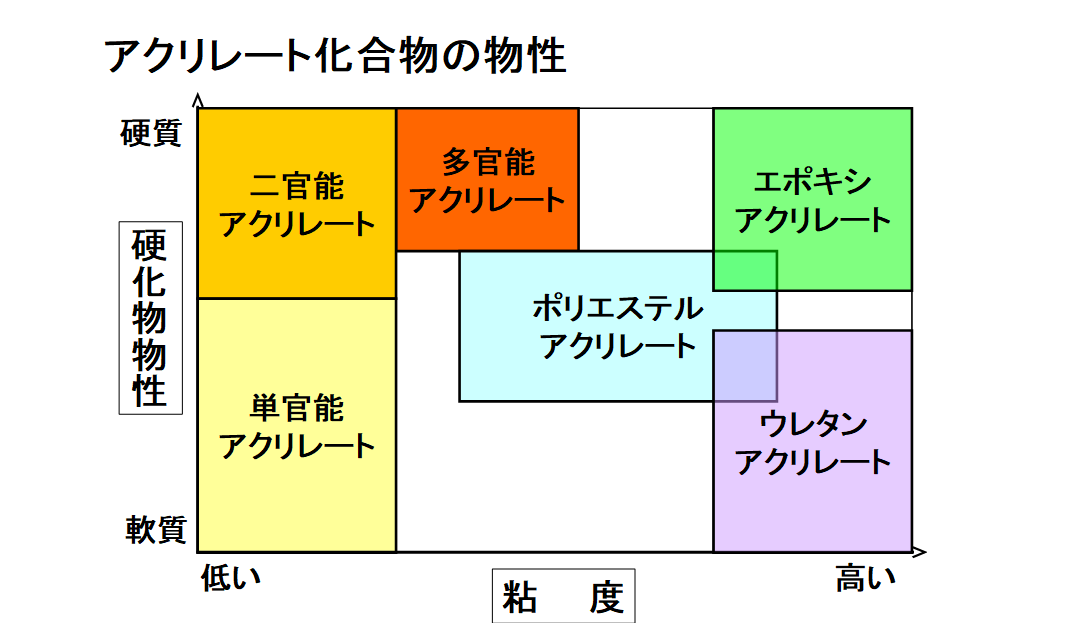 アクリレート化合物の物性
硬質
硬化物物性
軟質
二官能
アクリレート
多官能
アクリレート
エポキシ
アクリレート
ポリエステル
アクリレート
単官能
アクリレート
ウレタン
アクリレート
低い
粘　度
高い